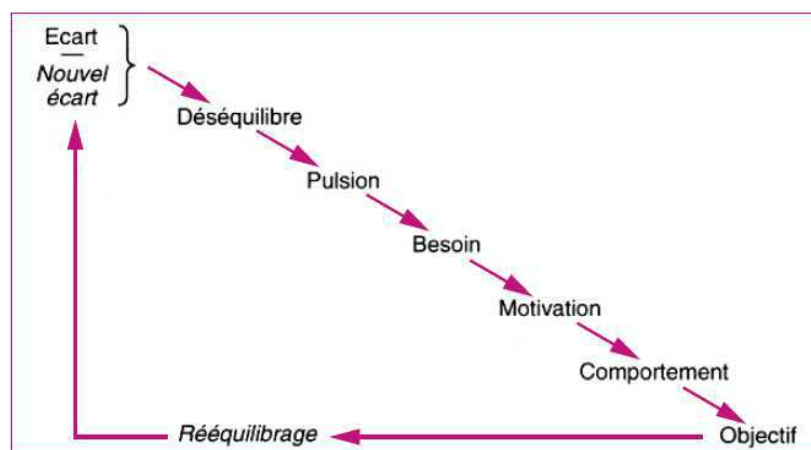 Ecart
Nouvel
écart
Déséquilibre
Pulsion
Besoin
Motivation
Comportement
Objectif
Rééquilibrage